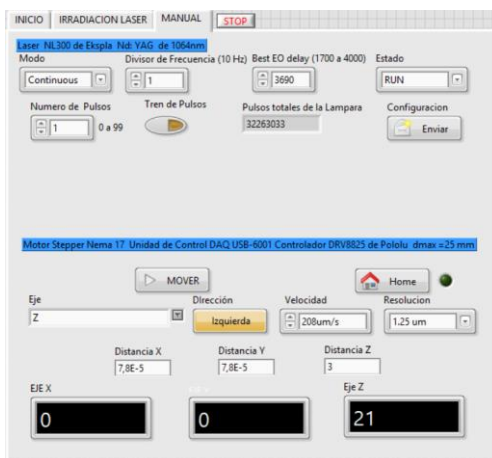 INICIO IRRADIACION LASER MANUAL STOP
Laser NL300 de Ekspla Nd: YAG de 1064nm
Modo Divisor de Frecuencia (10 Hz) Best EO delay (1700 a 4000) Estado
Continuous 1 3690 RUN
Numero de Pulsos Tren de Pulsos Pulsos totales de la Lampara Configuracion
1 0 a 99 32263033 Enviar
Motor Stepper Nema 17 Unidad de Control DAQ USB-6001 Controlador DRV8825 de Pololu dmax =25 mm
MOVER Home
Eje DIrección Velocidad Resolucion
Z Izquierda 208um/s 1.25 um
Distancia X Distancia Y Distancia Z
7,8E-5 7,8E-5 3
EJE X Eje Z
0 0 21